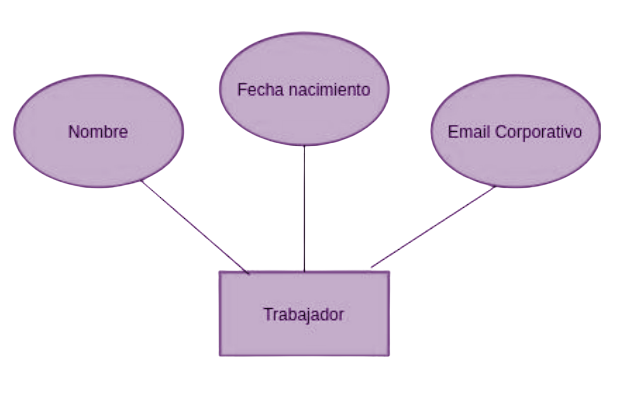 Fecha nacimiento
Nombre
Email Corporativo
Trabajador